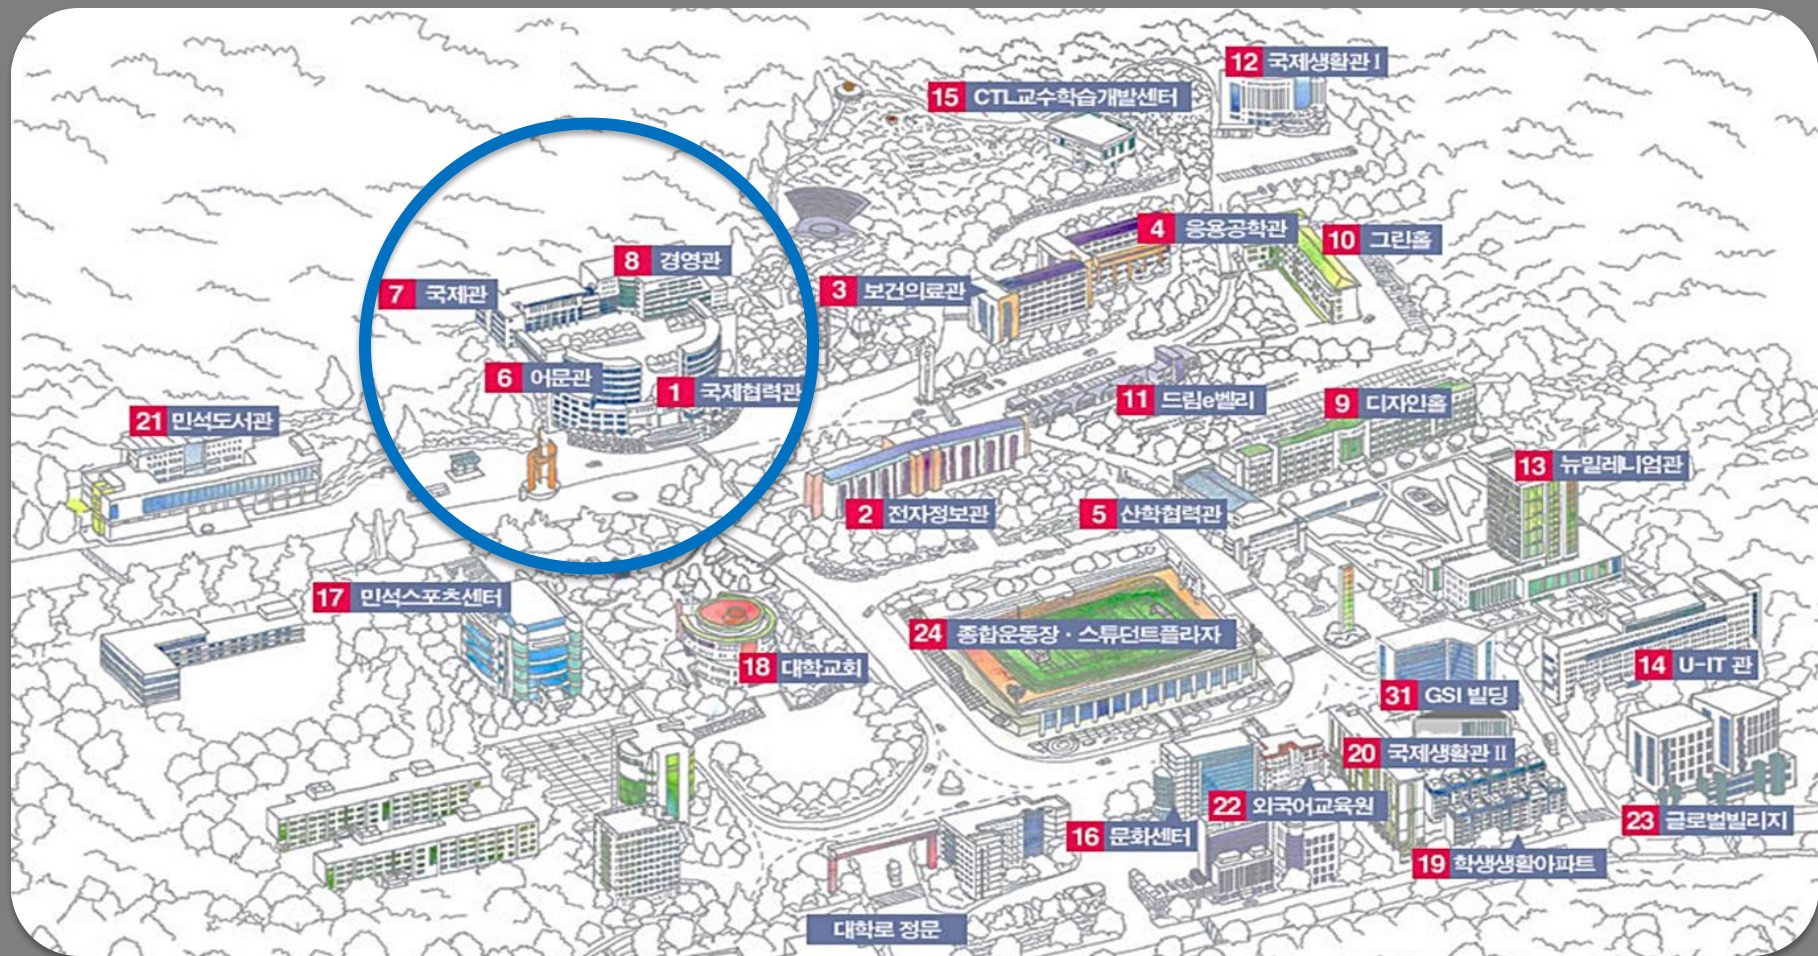 12 국제생활관 I
15 CTL교수학습개발센터
4 응용공학관
10 그린홀
8 경영관
7 국제관
3 보건의료관
6 어문관
1 국제협력관
11 드림e벨리
9 디자인홀
21 민석도서관
13 뉴밀레니엄관
2 전자정보관
5 산학협력관
17 민석스포츠센터
24 종합운동장·스튜던트플라자
18 대학교회
14 U-IT 관
31 GSI 빌딩
20 국제생활관 II
22 외국어교육원
23 글로벌빌리지
16 문화센터
19 학생생활아파트
대학로 정문